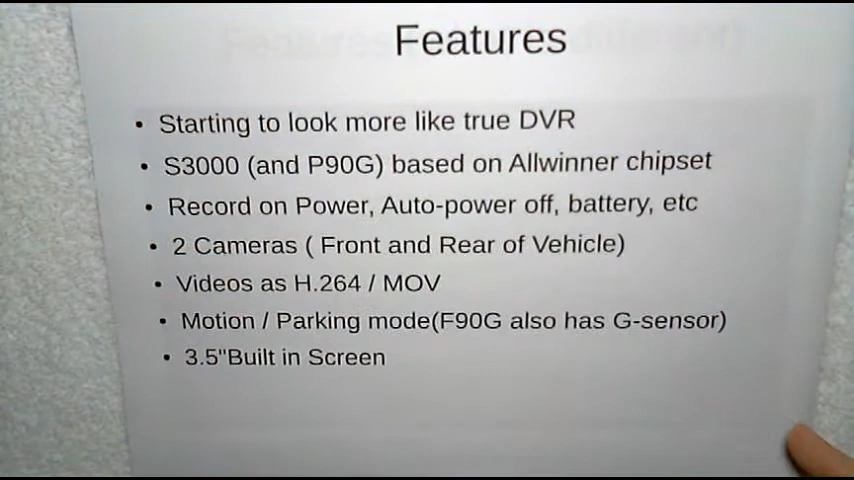 Features
• Starting to look more like true DVR
• S3000 (and P90G) based on Allwinner chipset
• Record on Power, Auto-power off, battery, etc
• 2 Cameras ( Front and Rear of Vehicle)
• Videos as H.264 / MOV
• Motion / Parking mode(F90G also has G-sensor)
• 3.5"Built in Screen